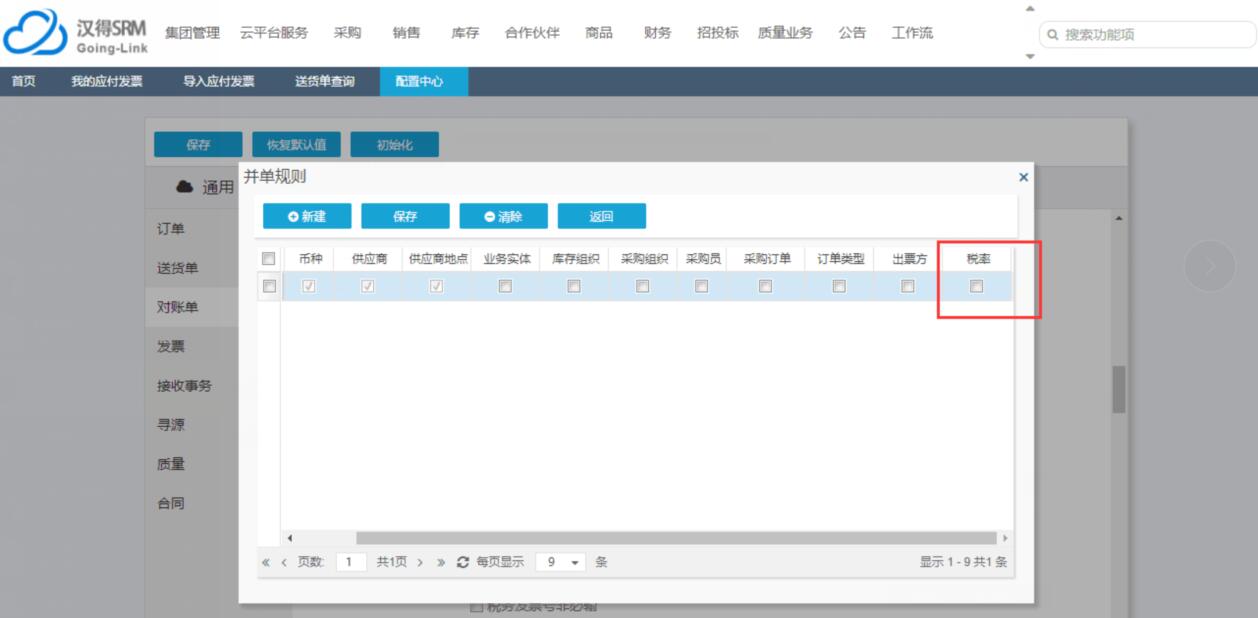 汉得SRM
Going-Link
集团管理 云平台服务 采购 销售 库存 合作伙伴 商品 财务 招投标 质量业务 公告 工作流
搜索功能项
首页 我的应付发票 导入应付发票 送货单查询 配置中心
保存 恢复默认值 初始化
通用
并单规则
新建 保存 清除 返回
订单
送货单
对账单
发票
接收事务
寻源
质量
合同
币种 供应商 供应商地点 业务实体 库存组织 采购组织 采购员 采购订单 订单类型 出票方 税率
页数: 1 共1页 每页显示 9 条
显示 1 - 9 共1 条
税务发票号非必输